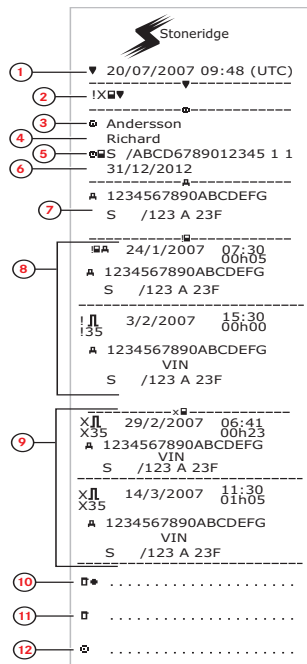 Stoneridge
1 ▼ 20/07/2007 09:48 (UTC)
2 !X▼
3 Andersson
4 Richard
5 S /ABCD6789012345 1 1
6 31/12/2012
A
1234567890ABCDEFG
7 S /123 A 23F
8 ! A 24/1/2007 07:30
00h05
A 1234567890ABCDEFG
S /123 A 23F
! 3/2/2007 15:30
!35 00h00
A 1234567890ABCDEFG
VIN
S /123 A 23F
9 x
X 29/2/2007 06:41
X35 00h23
A 1234567890ABCDEFG
VIN
S /123 A 23F
X 14/3/2007 11:30
X35 01h05
A 1234567890ABCDEFG
VIN
S /123 A 23F
10 . . . . . . . . . . . . . . . . . . . .
11 . . . . . . . . . . . . . . . . . . . .
12 . . . . . . . . . . . . . . . . . . . .